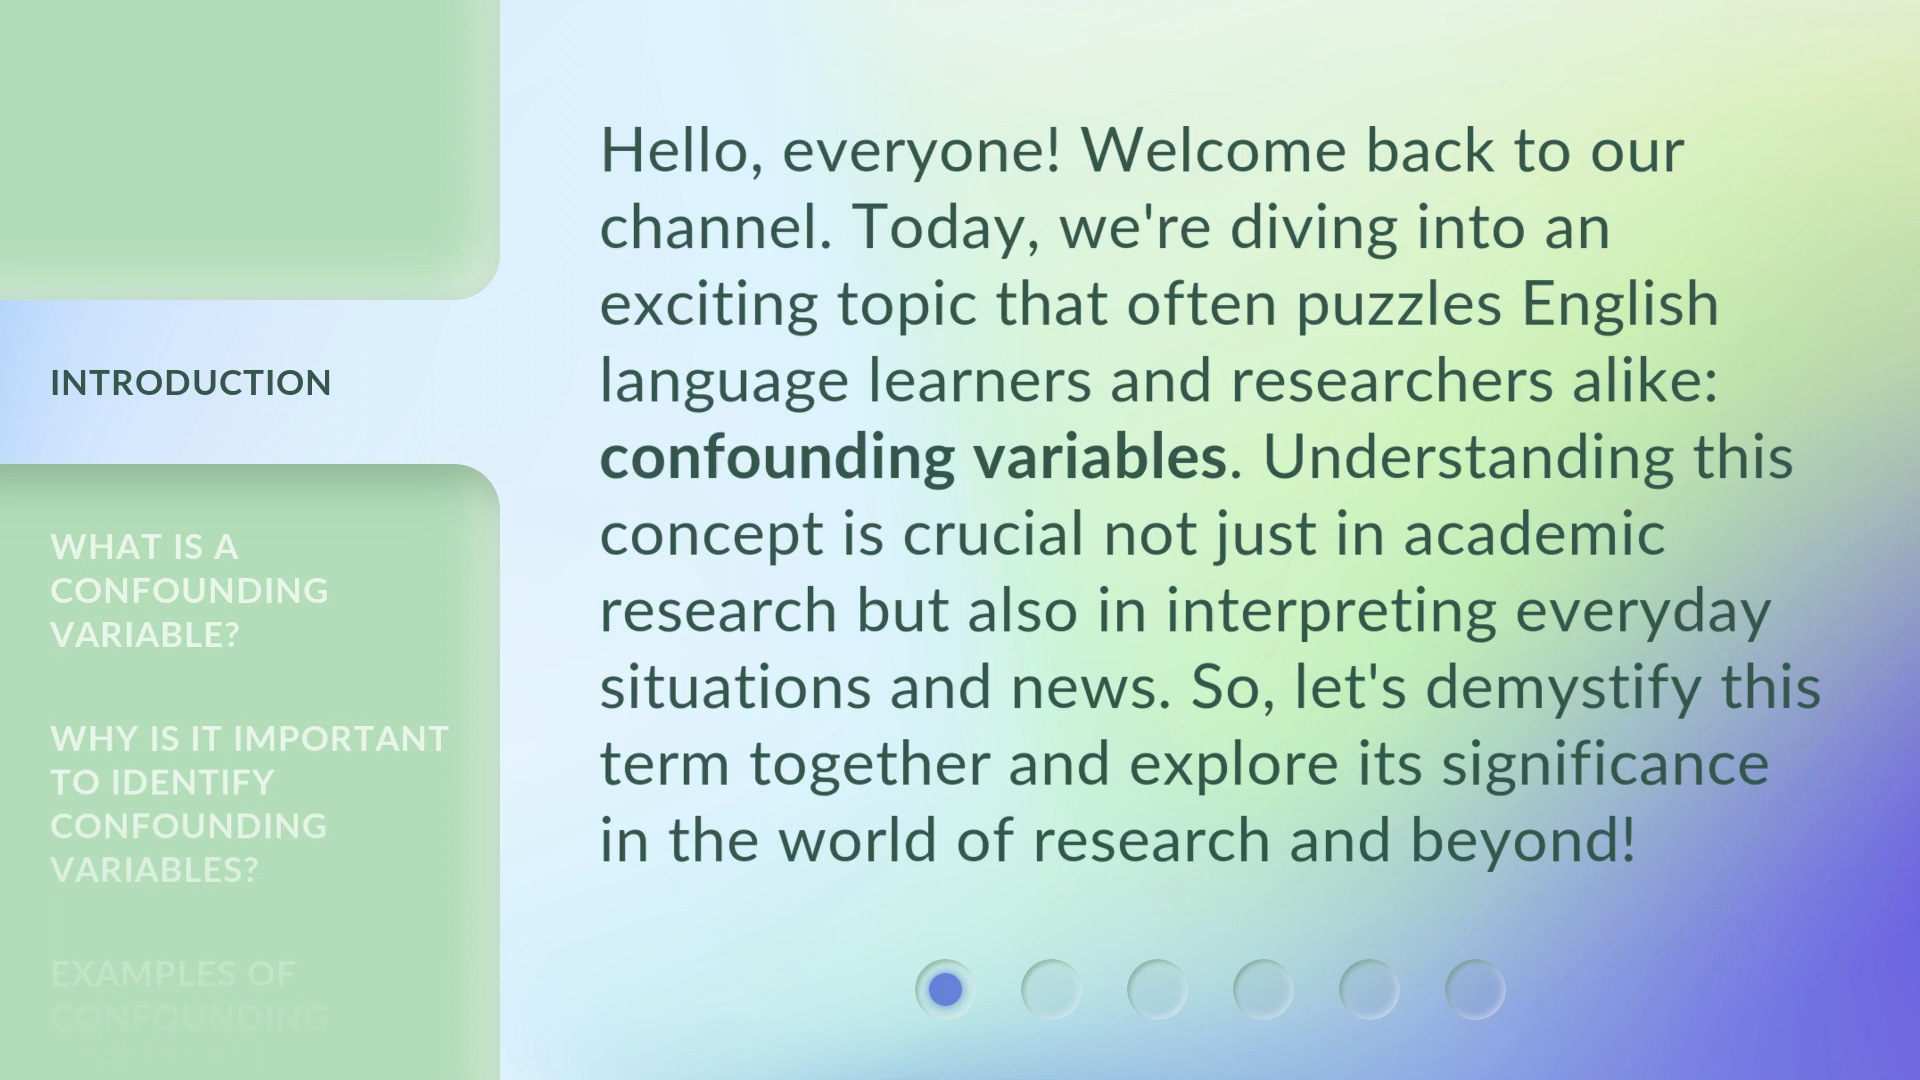 INTRODUCTION
WHAT IS A
CONFOUNDING
VARIABLE?
WHY IS IT IMPORTANT
TO IDENTIFY
CONFOUNDING
VARIABLES?
EXAMPLES OF
CONFOUNDING
Hello, everyone! Welcome back to our
channel. Today, we're diving into an
exciting topic that often puzzles English
language learners and researchers alike:
confounding variables. Understanding this
concept is crucial not just in academic
research but also in interpreting everyday
situations and news. So, let's demystify this
term together and explore its significance
in the world of research and beyond!